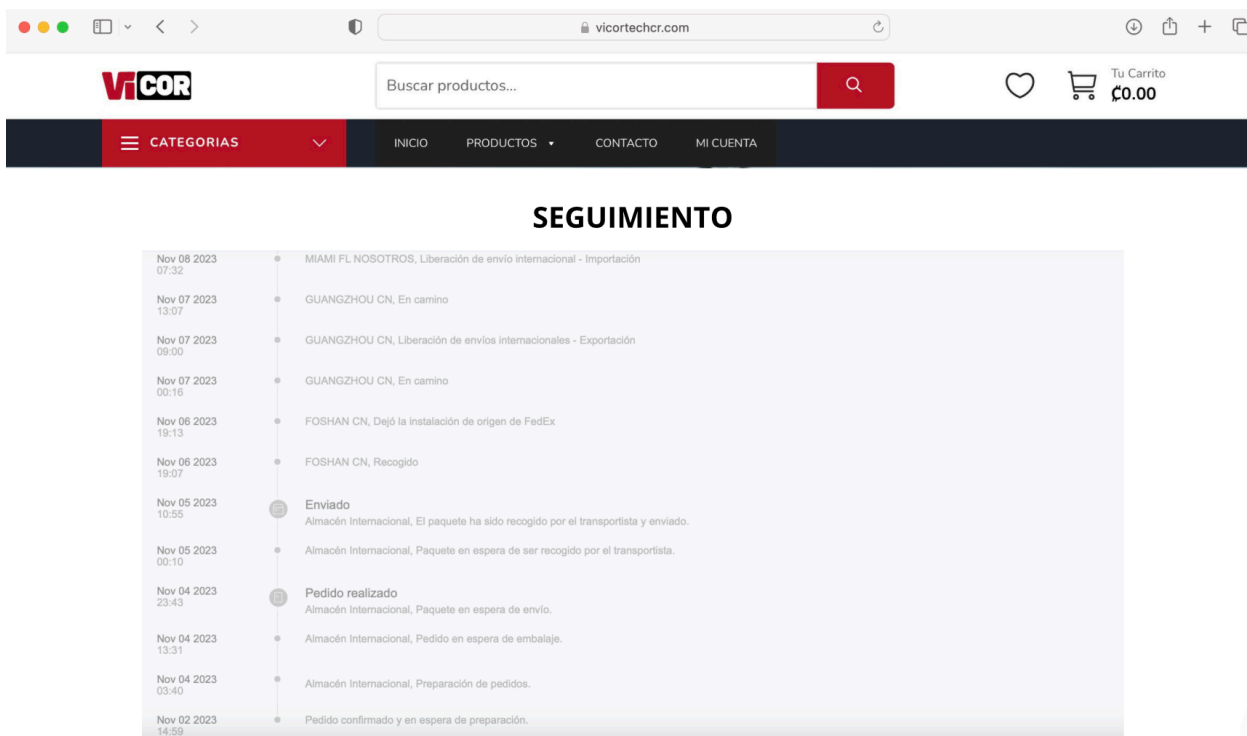 vicortechcr.com
ViCOR
Buscar productos...
Tu Carrito
₡0.00
CATEGORIAS
INICIO PRODUCTOS CONTACTO MI CUENTA
SEGUIMIENTO
Nov 08 2023
07:32
MIAMI FL NOSOTROS, Liberación de envío internacional - Importación
Nov 07 2023
13:07
GUANGZHOU CN, En camino
Nov 07 2023
09:00
GUANGZHOU CN, Liberación de envíos internacionales - Exportación
Nov 07 2023
00:16
GUANGZHOU CN, En camino
Nov 06 2023
19:13
FOSHAN CN, Dejó la instalación de origen de FedEx
Nov 06 2023
19:07
FOSHAN CN, Recogido
Nov 05 2023
10:55
Enviado
Almacén Internacional, El paquete ha sido recogido por el transportista y enviado.
Nov 05 2023
00:10
Almacén Internacional, Paquete en espera de ser recogido por el transportista.
Nov 04 2023
23:43
Pedido realizado
Almacén Internacional, Paquete en espera de envío.
Nov 04 2023
13:31
Almacén Internacional, Pedido en espera de embalaje.
Nov 04 2023
03:40
Almacén Internacional, Preparación de pedidos.
Nov 02 2023
14:59
Pedido confirmado y en espera de preparación.